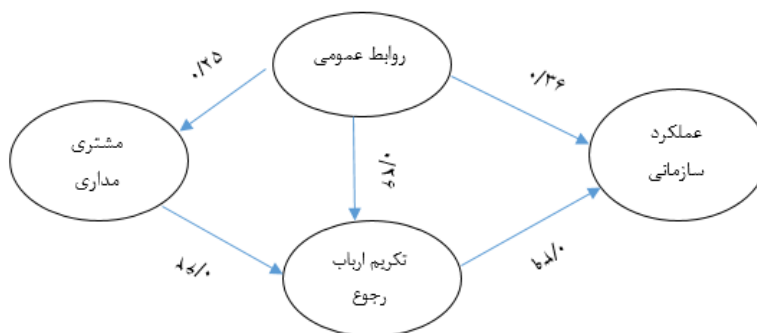 روابط عمومی
۰/۳۶
۰/۲۵
عملکرد
سازمانی
مشتری
مداری
تکریم ارباب
رجوع